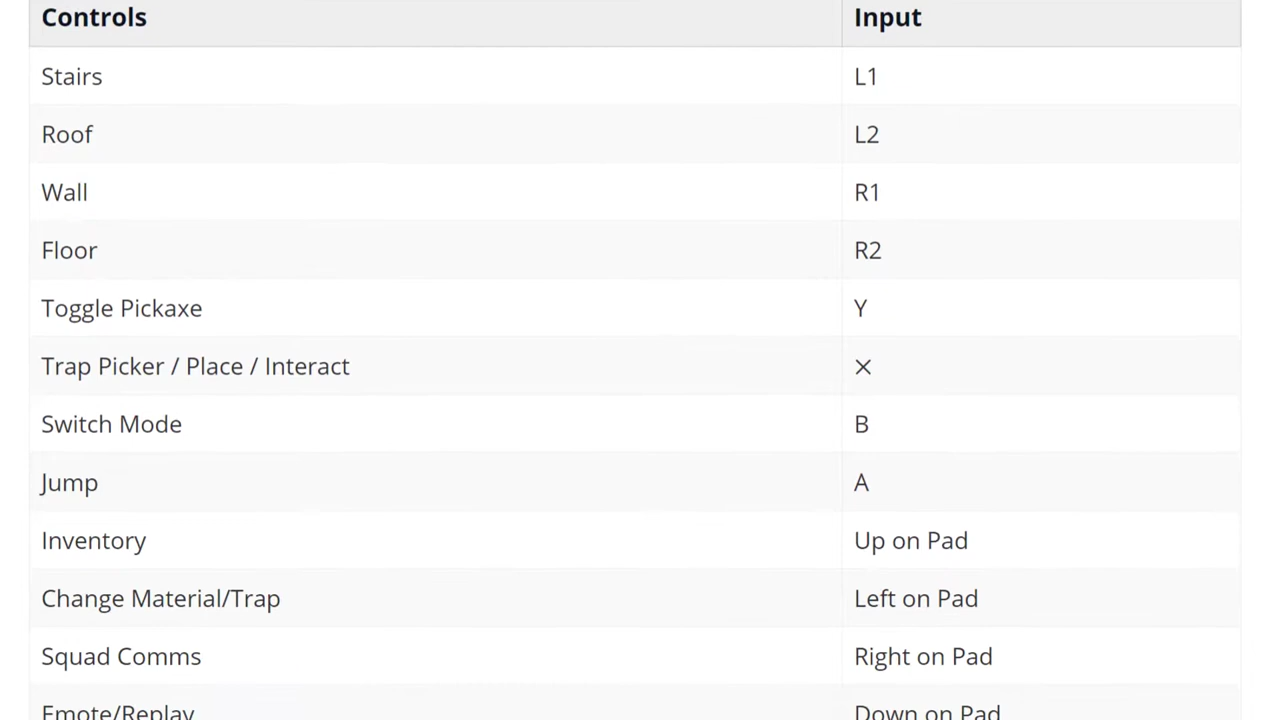 Controls Input
Stairs L1
Roof L2
Wall R1
Floor R2
Toggle Pickaxe Y
Trap Picker / Place / Interact ✕
Switch Mode B
Jump A
Inventory Up on Pad
Change Material/Trap Left on Pad
Squad Comms Right on Pad
Emote/Replay Down on Pad